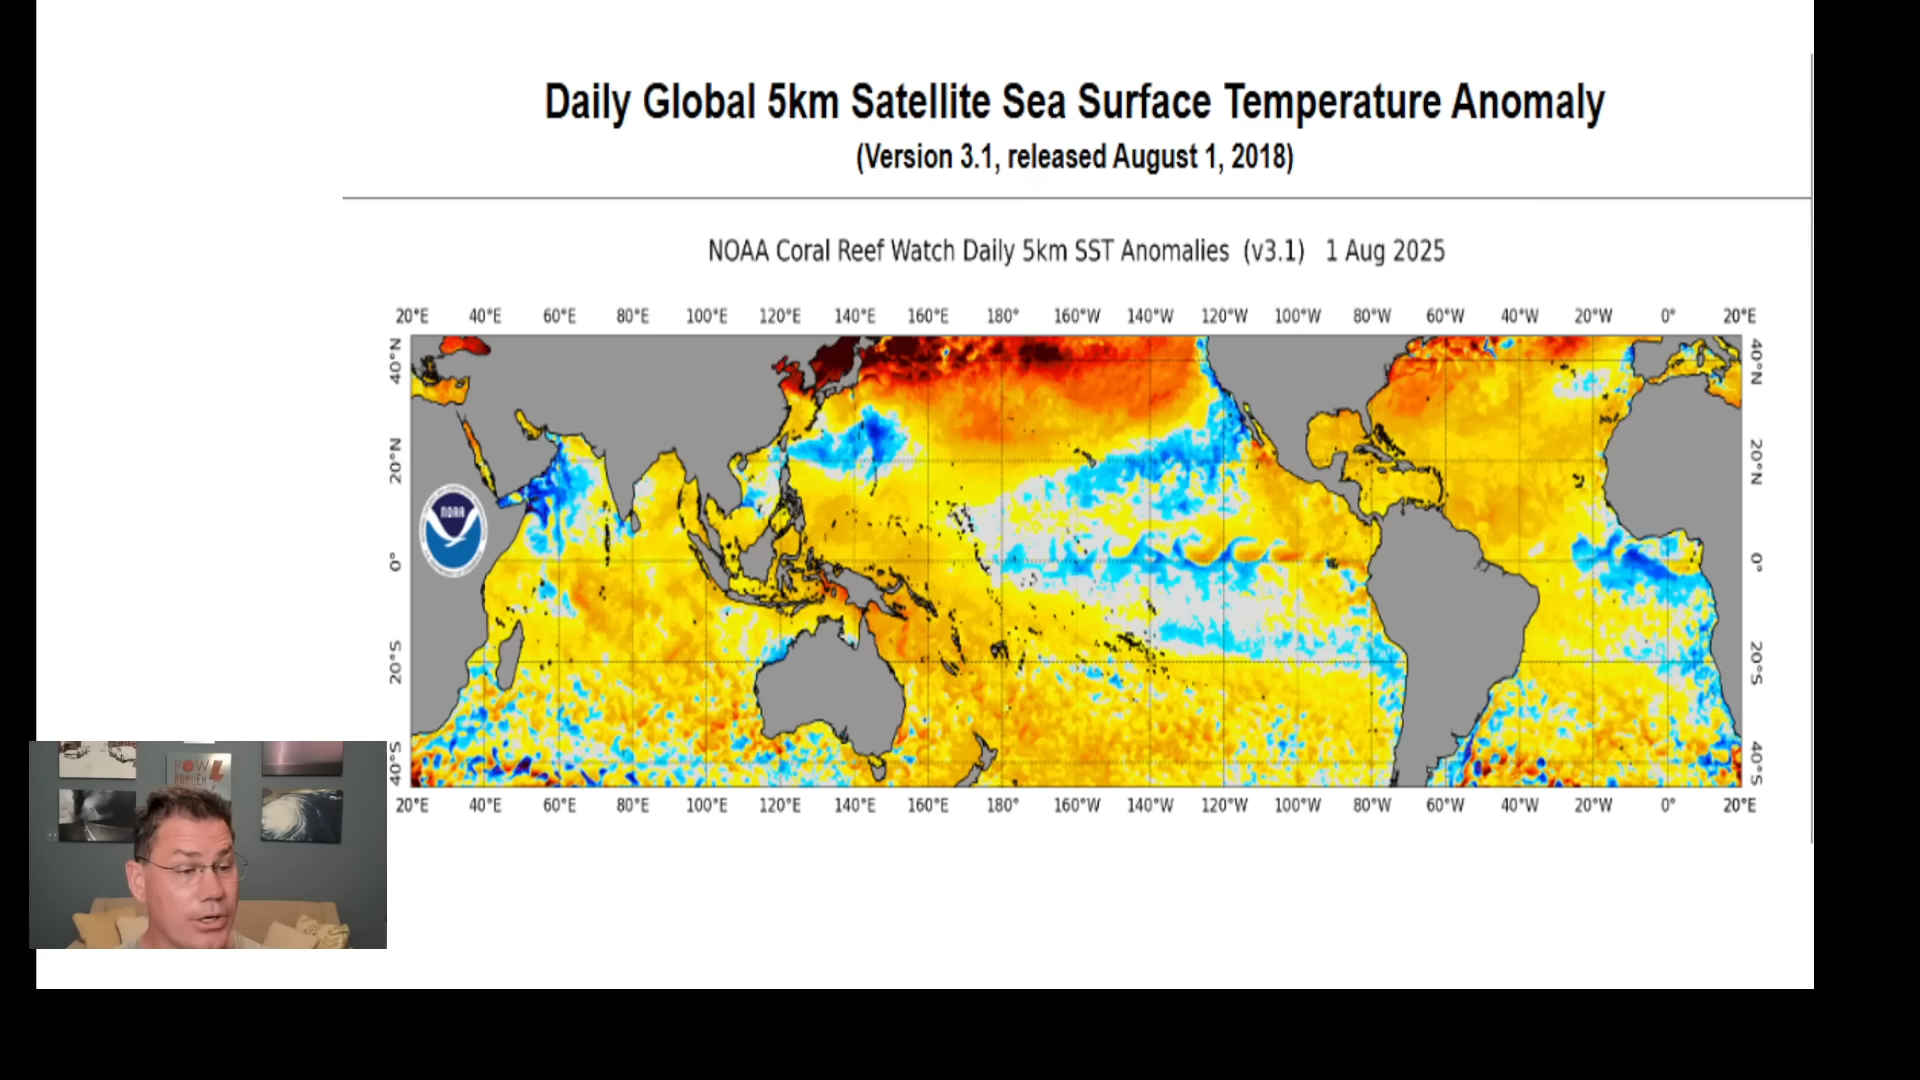 Daily Global 5km Satellite Sea Surface Temperature Anomaly
(Version 3.1, released August 1, 2018)
NOAA Coral Reef Watch Daily 5km SST Anomalies (v3.1) 1 Aug 2025
20°E 40°E 60°E 80°E 100°E 120°E 140°E 160°E 180° 160°W 140°W 120°W 100°W 80°W 60°W 40°W 20°W 0° 20°E
40°N 40°N
20°N 20°N
NOAA
0° 0°
20°S 20°S
40°S 40°S
20°E 40°E 60°E 80°E 100°E 120°E 140°E 160°E 180° 160°W 140°W 120°W 100°W 80°W 60°W 40°W 20°W 0° 20°E
POW